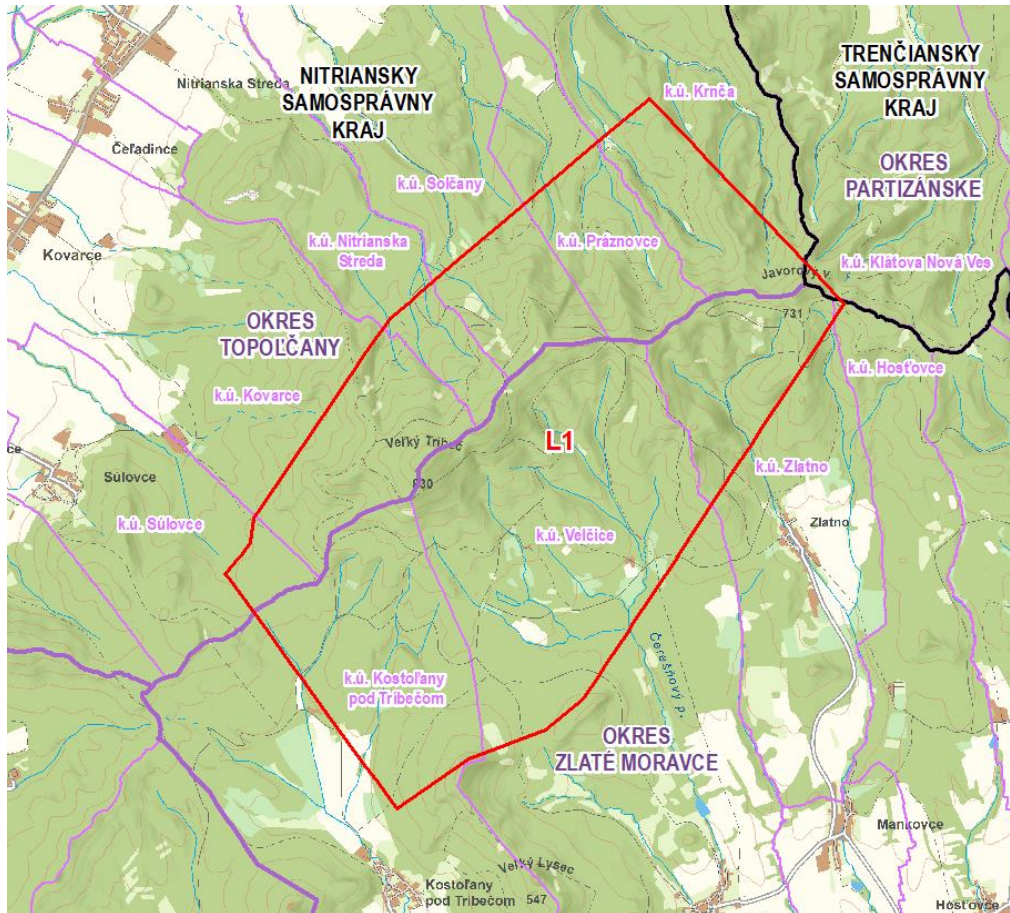 NITRIANSKY
SAMOSPRÁVNY
KRAJ
TRENČIANSKY
SAMOSPRÁVNY
KRAJ
Nitrianska Streda
k.ú. Krnča
Čeľadince
OKRES
PARTIZÁNSKE
k.ú. Solčany
k.ú. Nitrianska
Streda
k.ú. Práznovce
Kovarce
Javorový v.
k.ú. Klátova Nová Ves
731
OKRES
TOPOĽČANY
k.ú. Hosťovce
k.ú. Kovarce
Veľký Tribeč
L1
830
ce
Súlovce
k.ú. Zlatno
Zlatno
k.ú. Súlovce
k.ú. Velčice
Čerešňový p.
k.ú. Kostoľany
pod Tribečom
OKRES
ZLATÉ MORAVCE
Mankovce
Veľký Lysec
547
Kostoľany
pod Tribečom
Hosťovce